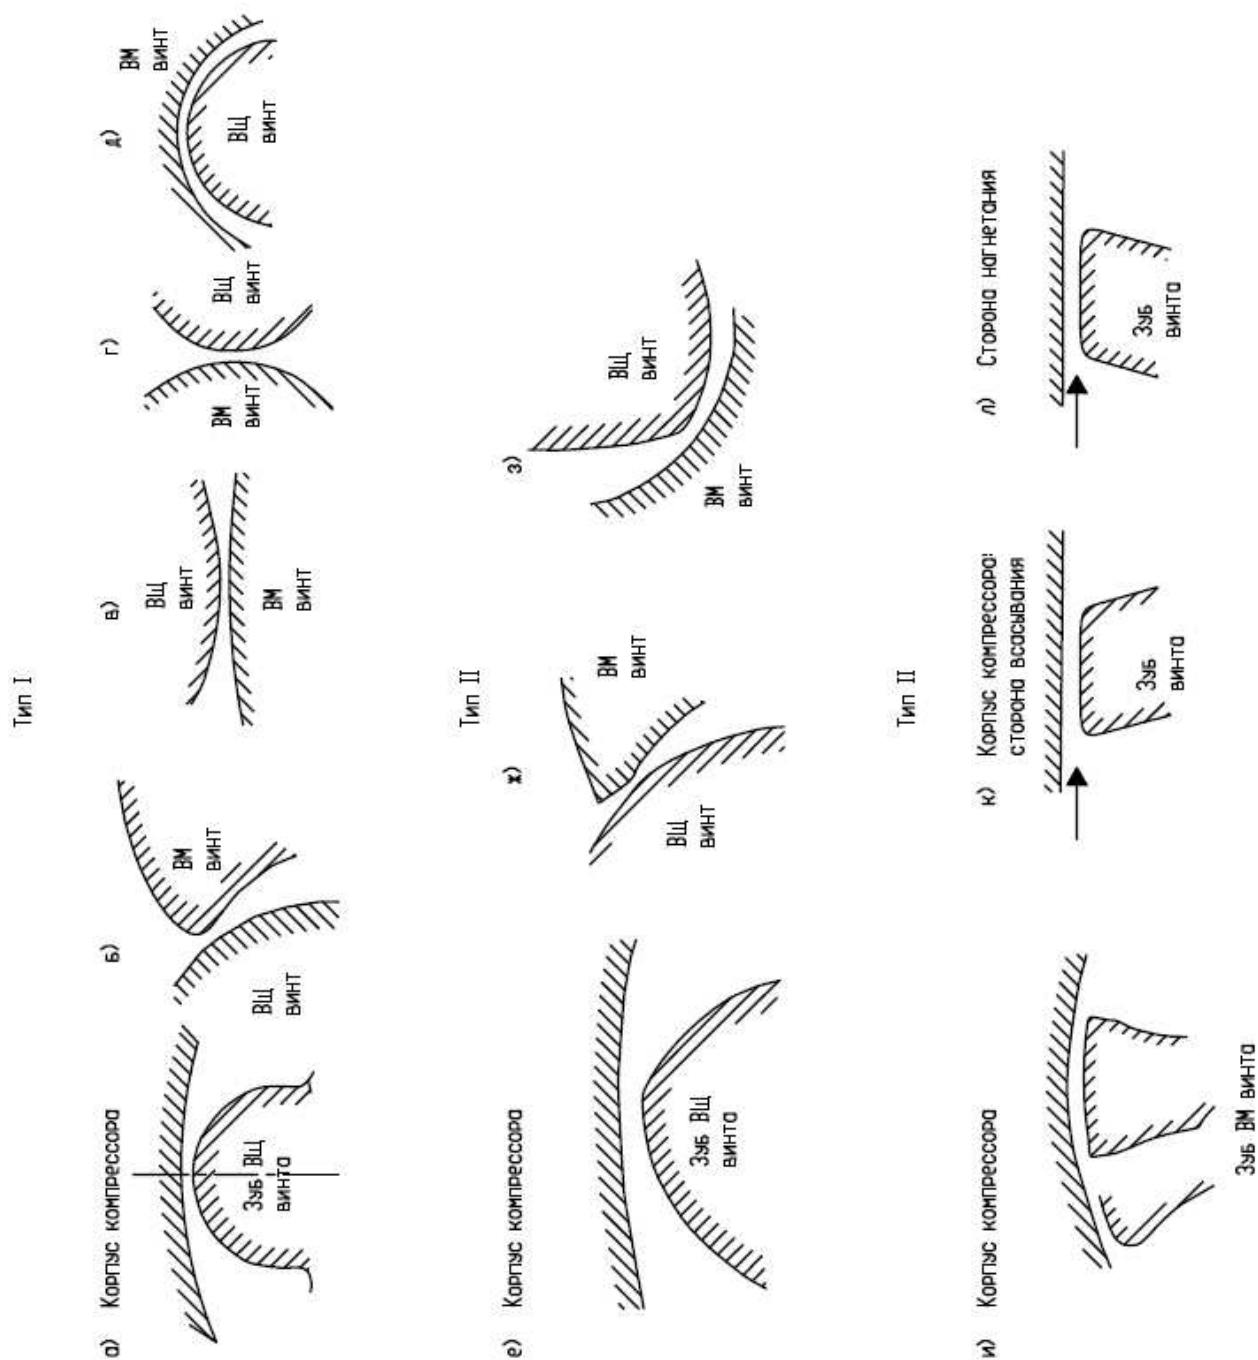 Тип I
а) Корпус компрессора
Зуб ВЩ
винта
б)
ВМ
винт
ВЩ
винт
в)
ВЩ
винт
ВМ
винт
г)
ВЩ
винт
ВМ
винт
д)
ВМ
винт
ВЩ
винт
Тип II
е) Корпус компрессора
Зуб ВЩ
винта
ж)
ВМ
винт
ВЩ
винт
з)
ВЩ
винт
ВМ
винт
Тип II
и) Корпус компрессора
Зуб ВМ винта
к) Корпус компрессора:
сторона всасывания
Зуб
винта
л) Сторона нагнетания
Зуб
винта